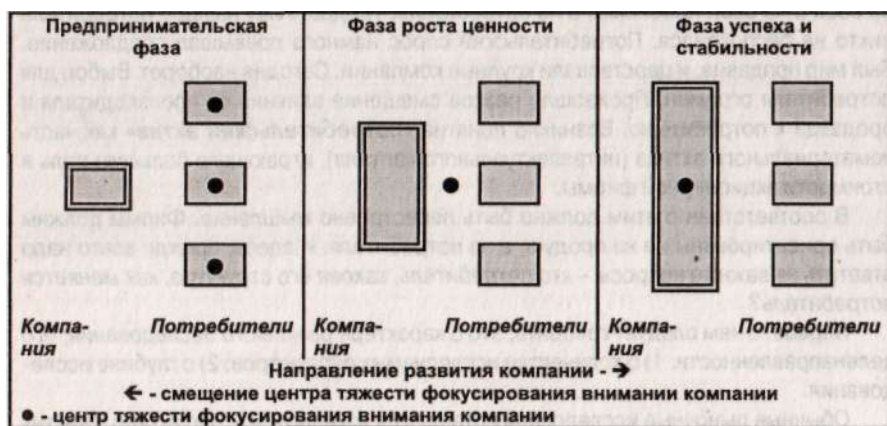 Предпринимательская
фаза
Фаза роста ценности
Фаза успеха и
стабильности
Компа-
ния
Потребители
Компа-
ния
Потребители
Компа-
ния
Потребители
Направление развития компании - →
← - смещение центра тяжести фокусирования внимании компании
● - центр тяжести фокусирования внимания компании